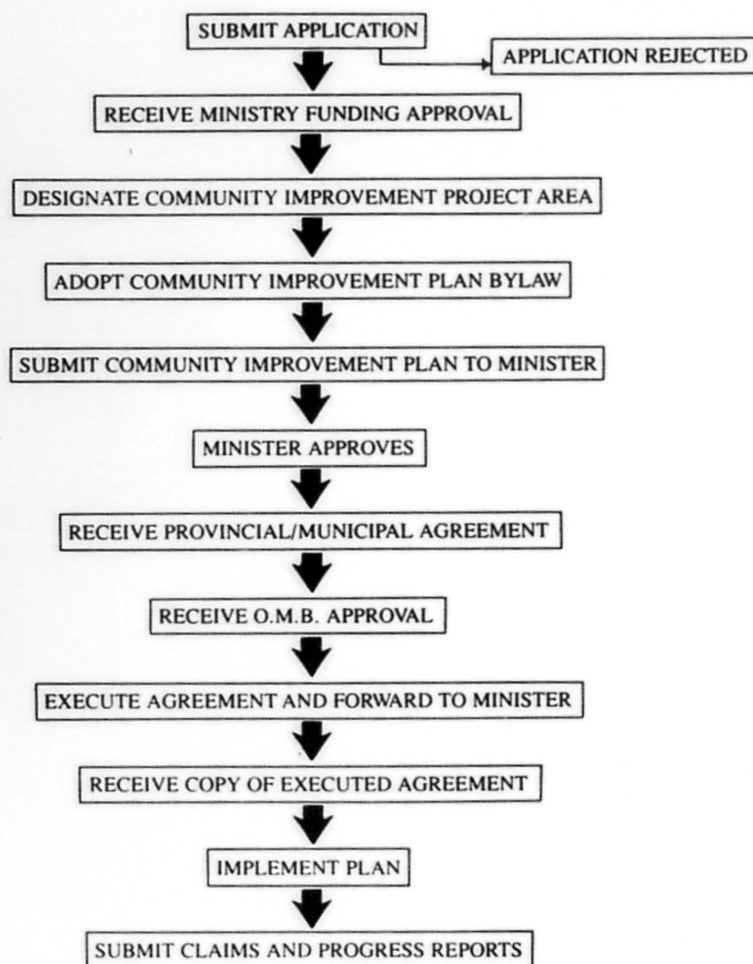 SUBMIT APPLICATION
APPLICATION REJECTED
RECEIVE MINISTRY FUNDING APPROVAL
DESIGNATE COMMUNITY IMPROVEMENT PROJECT AREA
ADOPT COMMUNITY IMPROVEMENT PLAN BYLAW
SUBMIT COMMUNITY IMPROVEMENT PLAN TO MINISTER
MINISTER APPROVES
RECEIVE PROVINCIAL/MUNICIPAL AGREEMENT
RECEIVE O.M.B. APPROVAL
EXECUTE AGREEMENT AND FORWARD TO MINISTER
RECEIVE COPY OF EXECUTED AGREEMENT
IMPLEMENT PLAN
SUBMIT CLAIMS AND PROGRESS REPORTS